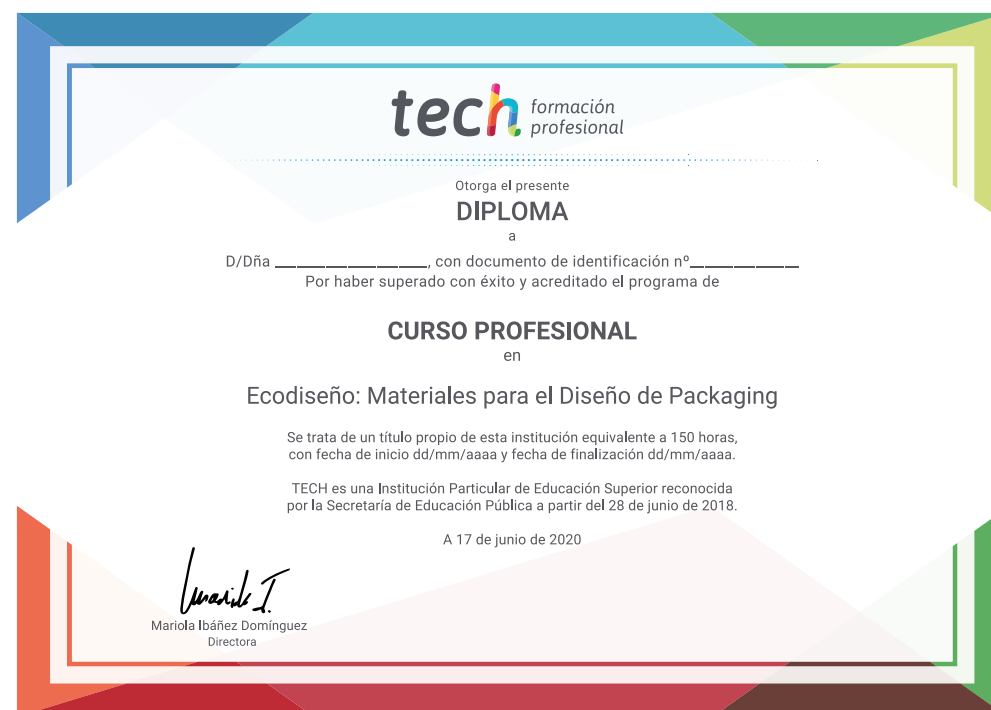 tech formación
profesional
Otorga el presente
DIPLOMA
a
D/Dña ____________________, con documento de identificación nº______________
Por haber superado con éxito y acreditado el programa de
CURSO PROFESIONAL
en
Ecodiseño: Materiales para el Diseño de Packaging
Se trata de un título propio de esta institución equivalente a 150 horas,
con fecha de inicio dd/mm/aaaa y fecha de finalización dd/mm/aaaa.
TECH es una Institución Particular de Educación Superior reconocida
por la Secretaría de Educación Pública a partir del 28 de junio de 2018.
A 17 de junio de 2020
Mariola Ibáñez Domínguez
Directora